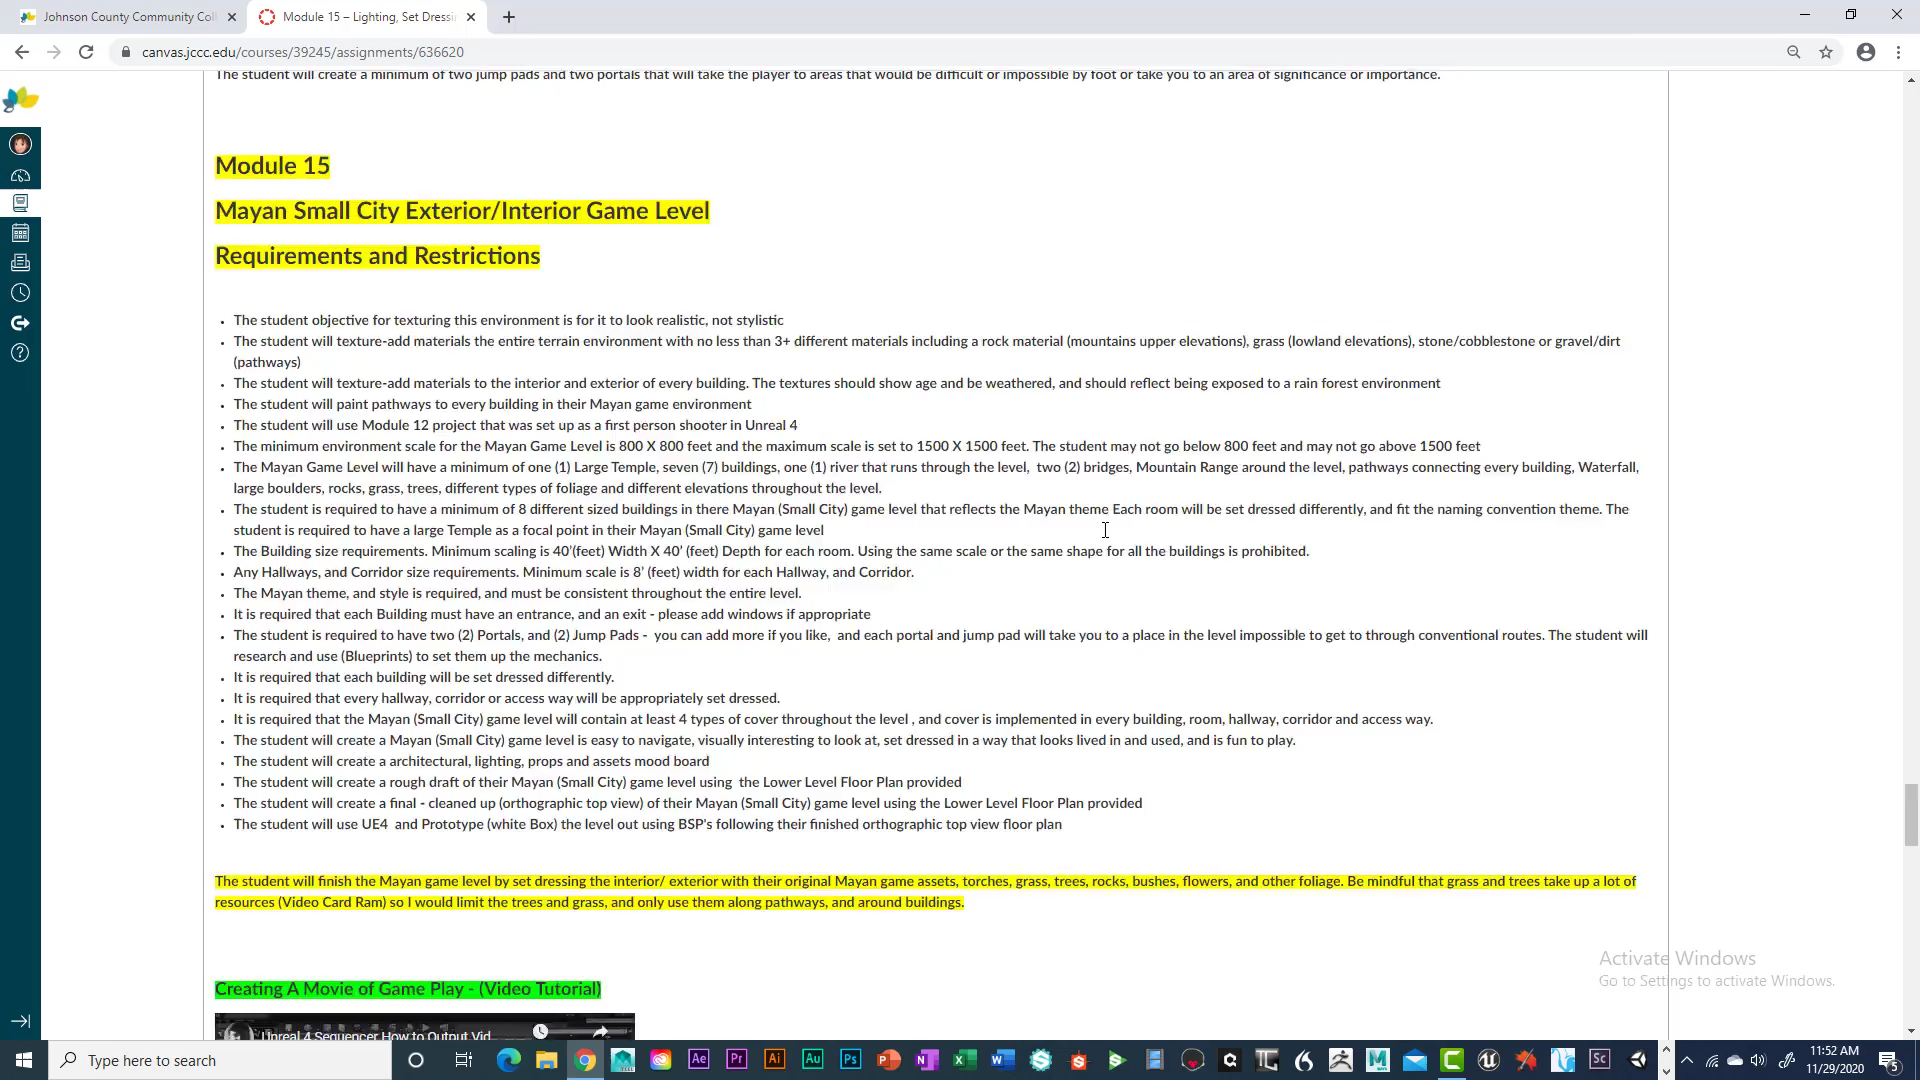 Johnson County Community Col
Module 15 – Lighting, Set Dressi
canvas.jccc.edu/courses/39245/assignments/636620
The student will create a minimum of two jump pads and two portals that will take the player to areas that would be difficult or impossible by foot or take you to an area of significance or importance.
Module 15
Mayan Small City Exterior/Interior Game Level
Requirements and Restrictions
The student objective for texturing this environment is for it to look realistic, not stylistic
The student will texture-add materials the entire terrain environment with no less than 3+ different materials including a rock material (mountains upper elevations), grass (lowland elevations), stone/cobblestone or gravel/dirt
(pathways)
The student will texture-add materials to the interior and exterior of every building. The textures should show age and be weathered, and should reflect being exposed to a rain forest environment
The student will paint pathways to every building in their Mayan game environment
The student will use Module 12 project that was set up as a first person shooter in Unreal 4
The minimum environment scale for the Mayan Game Level is 800 X 800 feet and the maximum scale is set to 1500 X 1500 feet. The student may not go below 800 feet and may not go above 1500 feet
The Mayan Game Level will have a minimum of one (1) Large Temple, seven (7) buildings, one (1) river that runs through the level,  two (2) bridges, Mountain Range around the level, pathways connecting every building, Waterfall,
large boulders, rocks, grass, trees, different types of foliage and different elevations throughout the level.
The student is required to have a minimum of 8 different sized buildings in there Mayan (Small City) game level that reflects the Mayan theme Each room will be set dressed differently, and fit the naming convention theme. The
student is required to have a large Temple as a focal point in their Mayan (Small City) game level
The Building size requirements. Minimum scaling is 40'(feet) Width X 40' (feet) Depth for each room. Using the same scale or the same shape for all the buildings is prohibited.
Any Hallways, and Corridor size requirements. Minimum scale is 8' (feet) width for each Hallway, and Corridor.
The Mayan theme, and style is required, and must be consistent throughout the entire level.
It is required that each Building must have an entrance, and an exit - please add windows if appropriate
The student is required to have two (2) Portals, and (2) Jump Pads -  you can add more if you like,  and each portal and jump pad will take you to a place in the level impossible to get to through conventional routes. The student will
research and use (Blueprints) to set them up the mechanics.
It is required that each building will be set dressed differently.
It is required that every hallway, corridor or access way will be appropriately set dressed.
It is required that the Mayan (Small City) game level will contain at least 4 types of cover throughout the level , and cover is implemented in every building, room, hallway, corridor and access way.
The student will create a Mayan (Small City) game level is easy to navigate, visually interesting to look at, set dressed in a way that looks lived in and used, and is fun to play.
The student will create a architectural, lighting, props and assets mood board
The student will create a rough draft of their Mayan (Small City) game level using  the Lower Level Floor Plan provided
The student will create a final - cleaned up (orthographic top view) of their Mayan (Small City) game level using the Lower Level Floor Plan provided
The student will use UE4  and Prototype (white Box) the level out using BSP's following their finished orthographic top view floor plan
The student will finish the Mayan game level by set dressing the interior/ exterior with their original Mayan game assets, torches, grass, trees, rocks, bushes, flowers, and other foliage. Be mindful that grass and trees take up a lot of
resources (Video Card Ram) so I would limit the trees and grass, and only use them along pathways, and around buildings.
Activate Windows
Go to Settings to activate Windows.
Creating A Movie of Game Play - (Video Tutorial)
Unreal 4 Sequencer How to Output Vid
Type here to search
Ae
Pr
Ai
Au
Ps
Sc
11:52 AM
11/29/2020
5